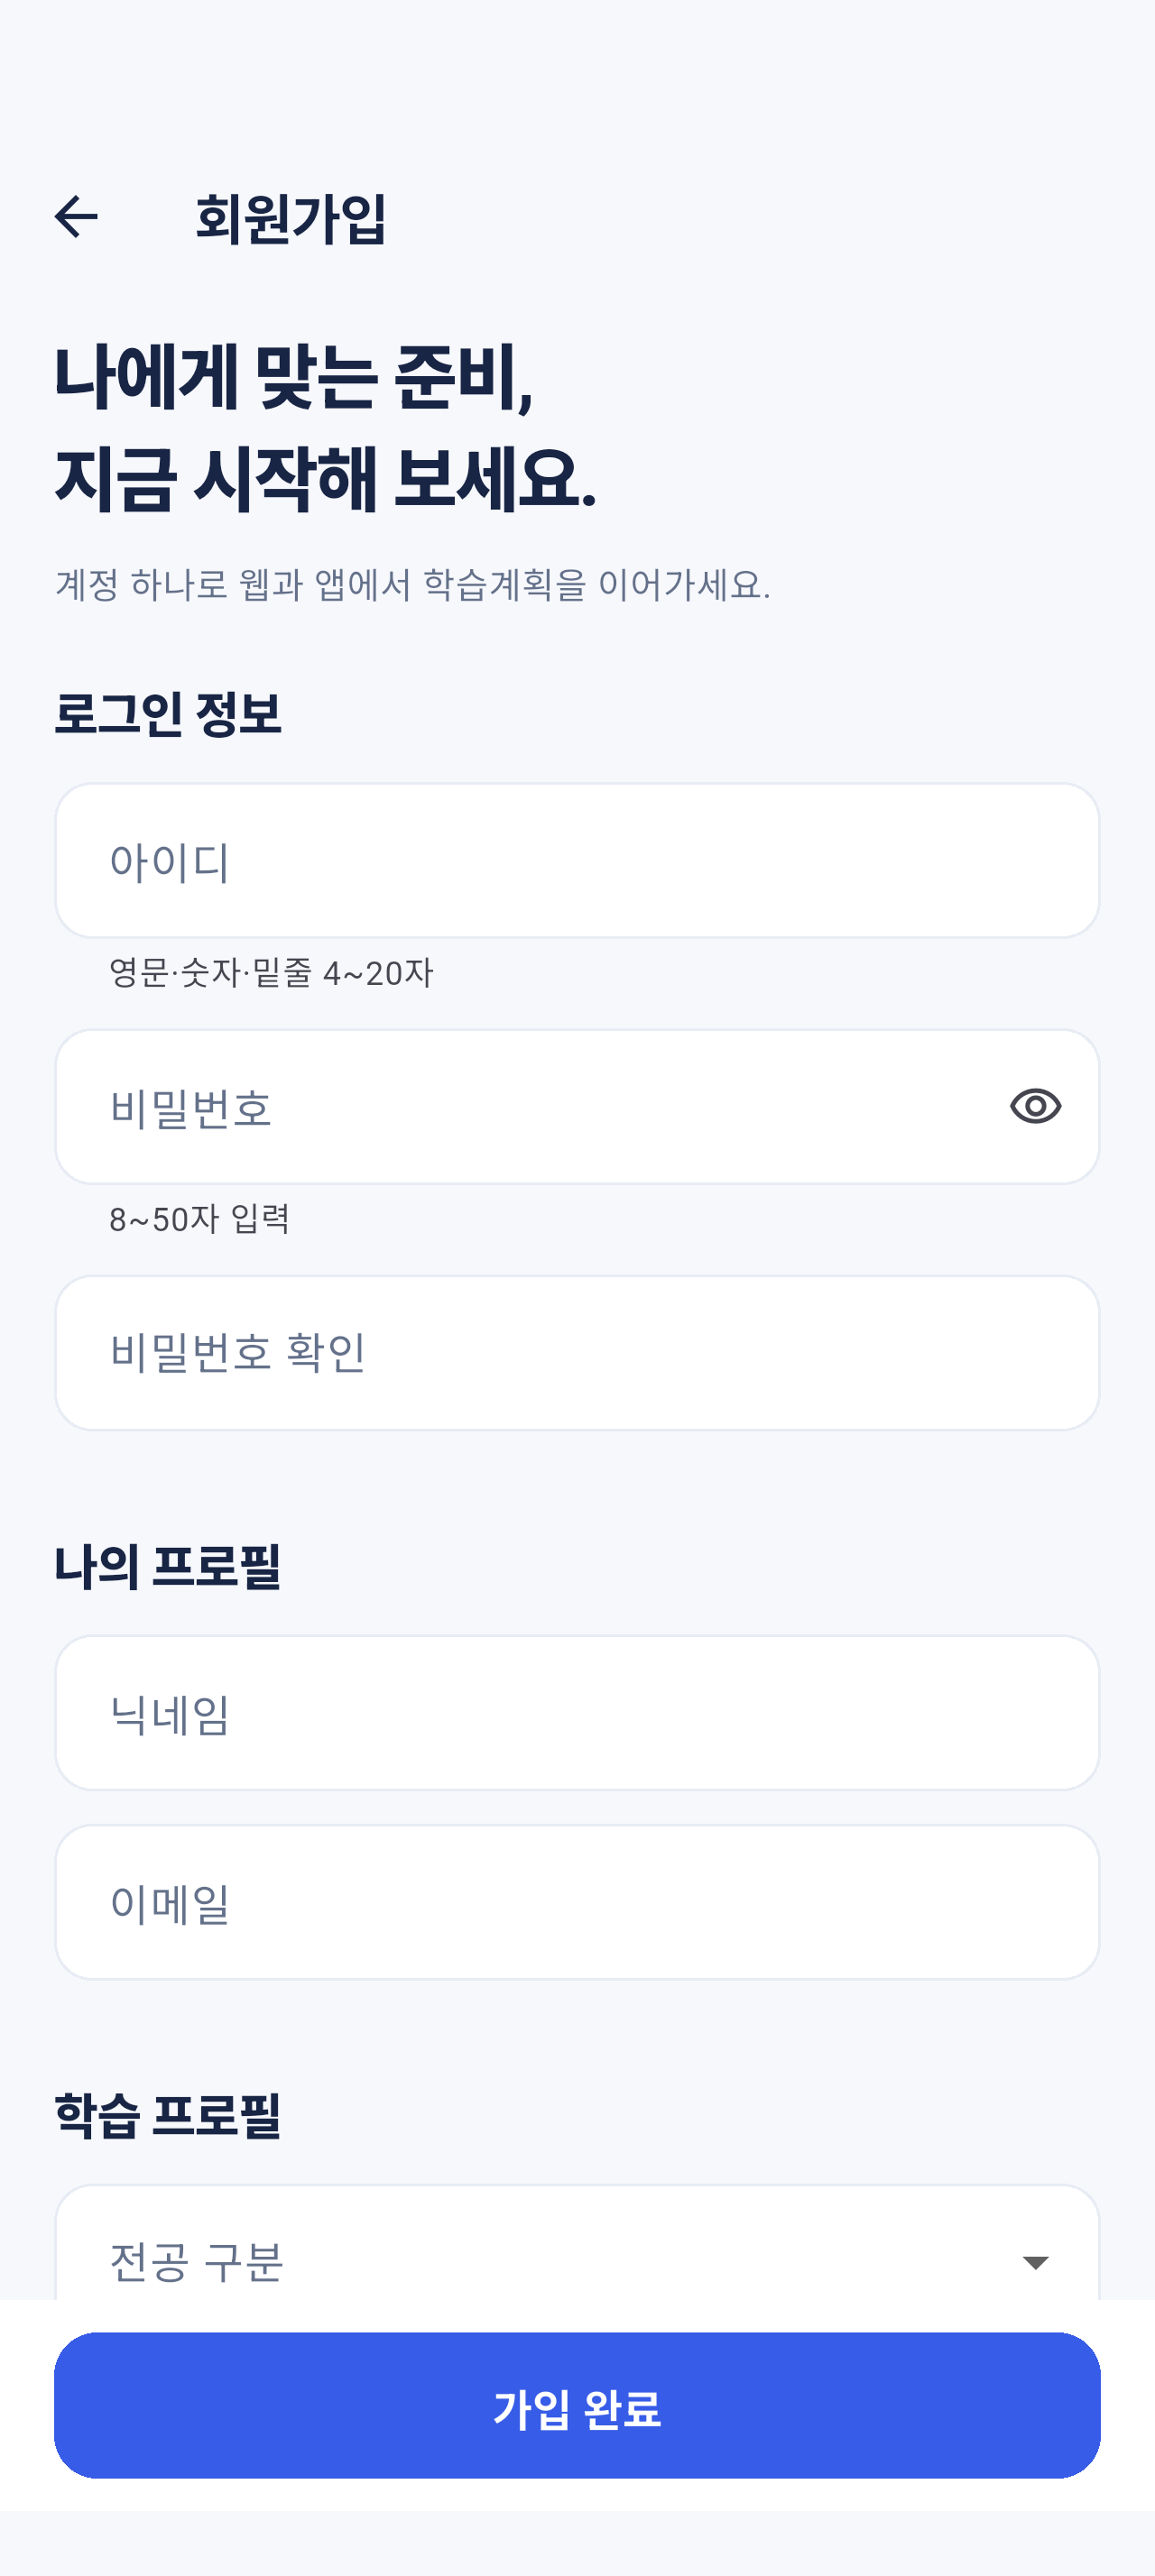 회원가입
나에게 맞는 준비,
지금 시작해 보세요.
계정 하나로 웹과 앱에서 학습계획을 이어가세요.
로그인 정보
아이디
영문·숫자·밑줄 4~20자
비밀번호
8~50자 입력
비밀번호 확인
나의 프로필
닉네임
이메일
학습 프로필
전공 구분
가입 완료